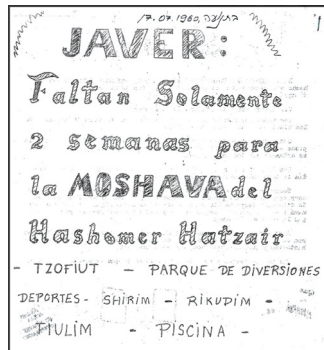 17.07.1960, בתנועה
JAVER:
Faltan Solamente
2 semanas para
la MOSHAVA del
Hashomer Hatzair
- TZOFIUT - PARQUE DE DIVERSIONES
DEPORTES - SHIRIM - RIKUDIM -
TIULIM - PISCINA -